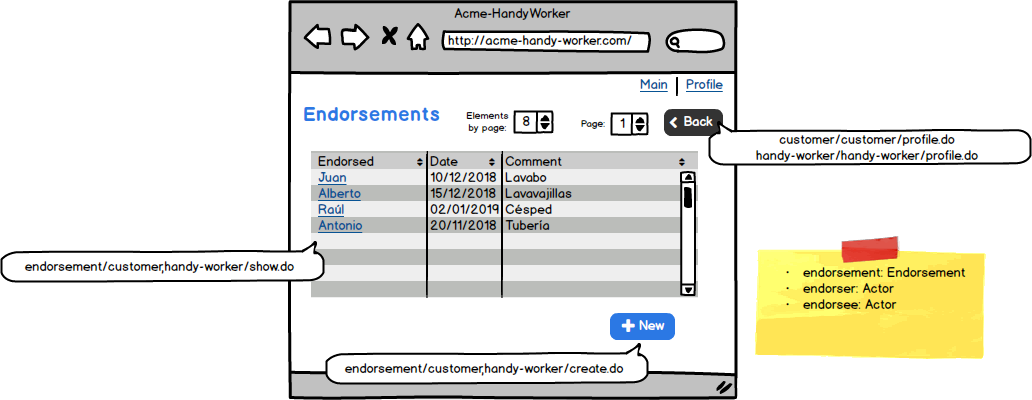 Acme-HandyWorker
http://acme-handy-worker.com/
Main Profile
Endorsements Elements by page: 8 Page: 1 Back
customer/customer/profile.do
handy-worker/handy-worker/profile.do
Endorsed Date Comment
Juan 10/12/2018 Lavabo
Alberto 15/12/2018 Lavavajillas
Raúl 02/01/2019 Césped
Antonio 20/11/2018 Tubería
endorsement/customer,handy-worker/show.do
· endorsement: Endorsement
· endorser: Actor
· endorsee: Actor
New
endorsement/customer,handy-worker/create.do